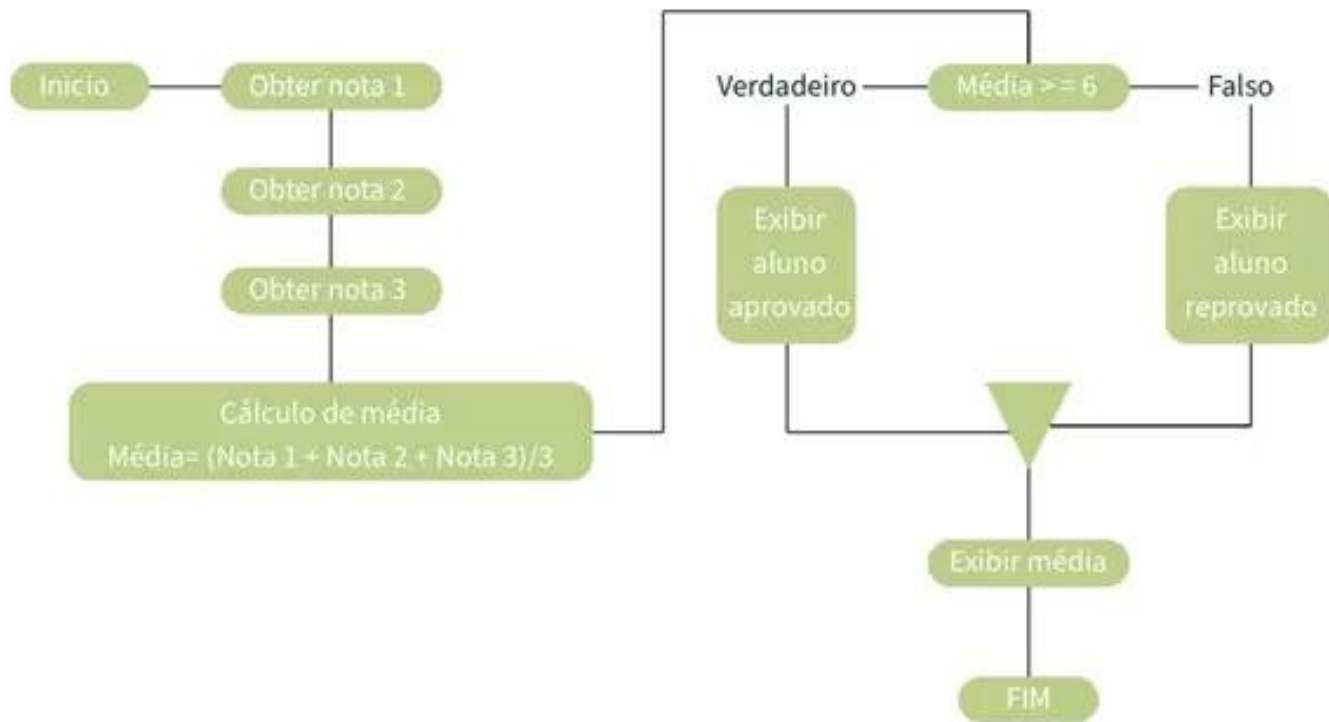 Inicio
Obter nota 1
Obter nota 2
Obter nota 3
Câlculo de média
Média= (Nota 1 + Nota 2 + Nota 3)/3
Média >= 6
Verdadeiro
Falso
Exibir
aluno
aprovado
Exibir
aluno
reprovado
Exibir média
FIM